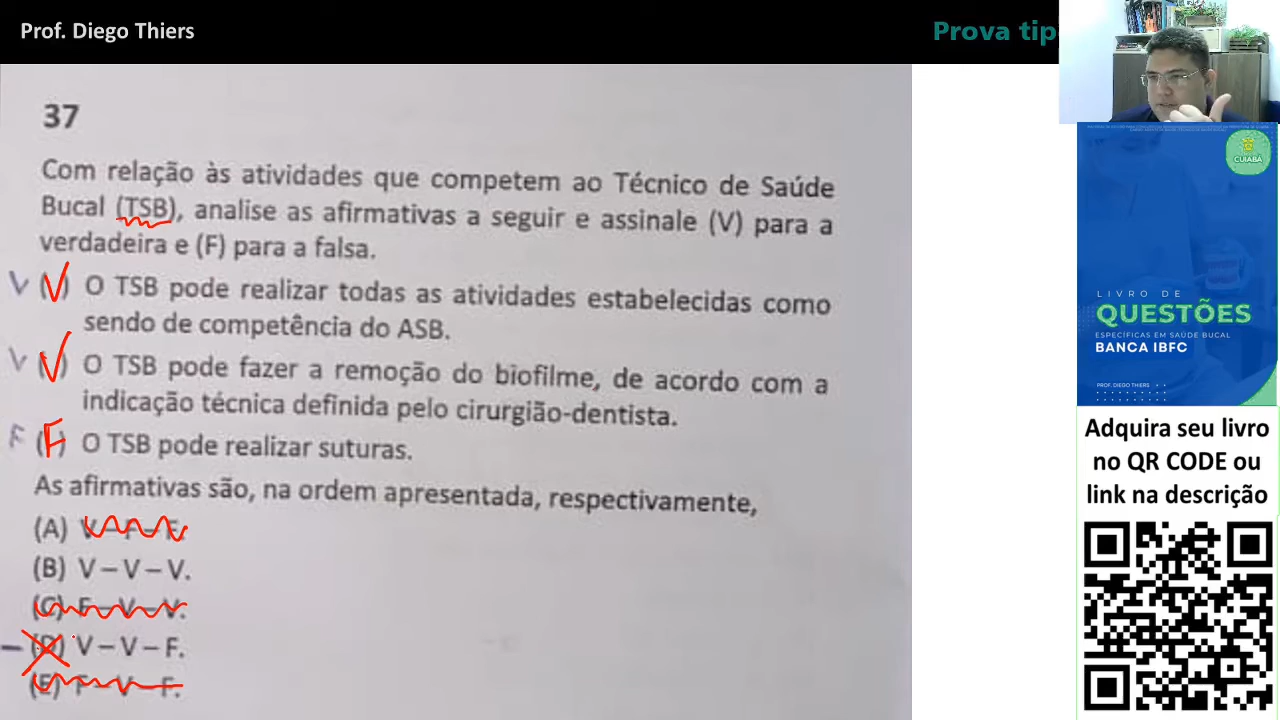 Prof. Diego Thiers
Prova tip
37
Com relação às atividades que competem ao Técnico de Saúde
Bucal (TSB), analise as afirmativas a seguir e assinale (V) para a
verdadeira e (F) para a falsa.
V (V) O TSB pode realizar todas as atividades estabelecidas como
sendo de competência do ASB.
V (V) O TSB pode fazer a remoção do biofilme, de acordo com a
indicação técnica definida pelo cirurgião-dentista.
F (F) O TSB pode realizar suturas.
As afirmativas são, na ordem apresentada, respectivamente,
(A) V – F – F.
(B) V – V – V.
(C) F – V – V.
(D) V – V – F.
(E) F – V – F.
CUIABÁ
LIVRO DE
QUESTÕES
ESPECÍFICAS EM SAÚDE BUCAL
BANCA IBFC
PROF. DIEGO THIERS
Adquira seu livro
no QR CODE ou
link na descrição